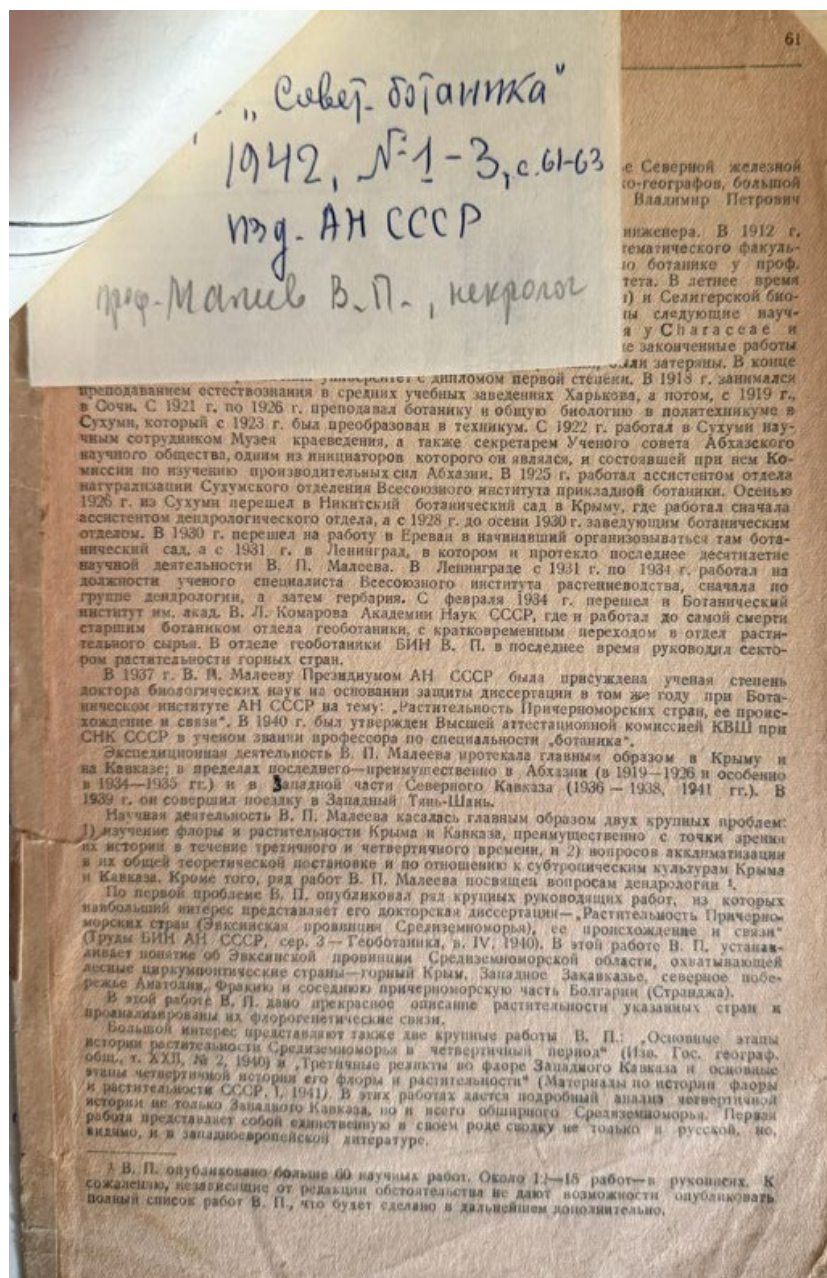 61
„Совет. ботаника"
1942, № 1-3, с. 61-63
изд. АН СССР
проф. Малеев В. П., некролог
е Северной железной
о-географов, большой
Владимир Петрович
инженера. В 1912 г.
тематического факуль-
о ботанике у проф.
тета. В летнее время
) и Селигерской био-
ы следующие науч-
я у Characeae и
е законченные работы
были затеряны. В конце
университет с дипломом первой степени. В 1918 г. занимался
преподаванием естествознания в средних учебных заведениях Харькова, а потом, с 1919 г.,
в Сочи. С 1921 г. по 1926 г. преподавал ботанику и общую биологию в политехникуме в
Сухуми, который с 1923 г. был преобразован в техникум. С 1922 г. работал в Сухуми нау-
чным сотрудником Музея краеведения, а также секретарем Ученого совета Абхазского
научного общества, одним из инициаторов которого он являлся, и состоявшей при нем Ко-
миссии по изучению производительных сил Абхазии. В 1925 г. работал ассистентом отдела
натурализации Сухумского отделения Всесоюзного института прикладной ботаники. Осенью
1926 г. из Сухуми перешел в Никитский ботанический сад в Крыму, где работал сначала
ассистентом дендрологического отдела, а с 1928 г. до осени 1930 г. заведующим ботаническим
отделом. В 1930 г. перешел на работу в Ереван в начинавший организовываться там бота-
нический сад, а с 1931 г. в Ленинград, в котором и протекло последнее десятилетие
научной деятельности В. П. Малеева. В Ленинграде с 1931 г. по 1934 г. работал на
должности ученого специалиста Всесоюзного института растениеводства, сначала по
группе дендрологии, а затем гербария. С февраля 1934 г. перешел в Ботанический
институт им. акад. В. Л. Комарова Академии Наук СССР, где и работал до самой смерти
старшим ботаником отдела геоботаники, с кратковременным переходом в отдел расти-
тельного сырья. В отделе геоботаники БИН В. П. в последнее время руководил секто-
ром растительности горных стран.
В 1937 г. В. П. Малееву Президиумом АН СССР была присуждена ученая степень
доктора биологических наук на основании защиты диссертации в том же году при Бота-
ническом институте АН СССР на тему: „Растительность Причерноморских стран, ее проис-
хождение и связи". В 1940 г. был утвержден Высшей аттестационной комиссией КВШ при
СНК СССР в ученом звании профессора по специальности „ботаника".
Экспедиционная деятельность В. П. Малеева протекала главным образом в Крыму и
на Кавказе; в пределах последнего—преимущественно в Абхазии (в 1919—1926 и особенно
в 1934—1935 гг.) и в Западной части Северного Кавказа (1936 — 1938, 1941 гг.). В
1939 г. он совершил поездку в Западный Тянь-Шань.
Научная деятельность В. П. Малеева касалась главным образом двух крупных проблем:
1) изучение флоры и растительности Крыма и Кавказа, преимущественно с точки зрения
их истории в течение третичного и четвертичного времени, и 2) вопросов акклиматизации
в их общей теоретической постановке и по отношению к субтропическим культурам Крыма
и Кавказа. Кроме того, ряд работ В. П. Малеева посвящен вопросам дендрологии ¹.
По первой проблеме В. П. опубликовал ряд крупных руководящих работ, из которых
наибольший интерес представляет его докторская диссертация—„Растительность Причерно-
морских стран (Эвксинская провинция Средиземноморья), ее происхождение и связи"
(Труды БИН АН СССР, сер. 3 — Геоботаника, в. IV, 1940). В этой работе В. П. устанав-
ливает понятие об Эвксинской провинции Средиземноморской области, охватывающей
лесные циркумпонтические страны—горный Крым, Западное Закавказье, северное побе-
режье Анатолии, Фракию и соседнюю причерноморскую часть Болгарии (Странджа).
В этой работе В. П. дано прекрасное описание растительности указанных стран и
проанализированы их флорогенетические связи.
Большой интерес представляют также две крупные работы В. П.: „Основные этапы
истории растительности Средиземноморья в четвертичный период" (Изв. Гос. географ.
общ., т. XXII, № 2, 1940) и „Третичные реликты во флоре Западного Кавказа и основные
этапы четвертичной истории его флоры и растительности" (Материалы по истории флоры
и растительности СССР, I, 1941). В этих работах дается подробный анализ четвертичной
истории не только Западного Кавказа, но и всего обширного Средиземноморья. Первая
работа представляет собой единственную в своем роде сводку не только в русской, но,
видимо, и в западноевропейской литературе.
¹ В. П. опубликовано больше 60 научных работ. Около 12—15 работ—в рукописях. К
сожалению, независящие от редакции обстоятельства не дают возможности опубликовать
полный список работ В. П., что будет сделано в дальнейшем дополнительно.